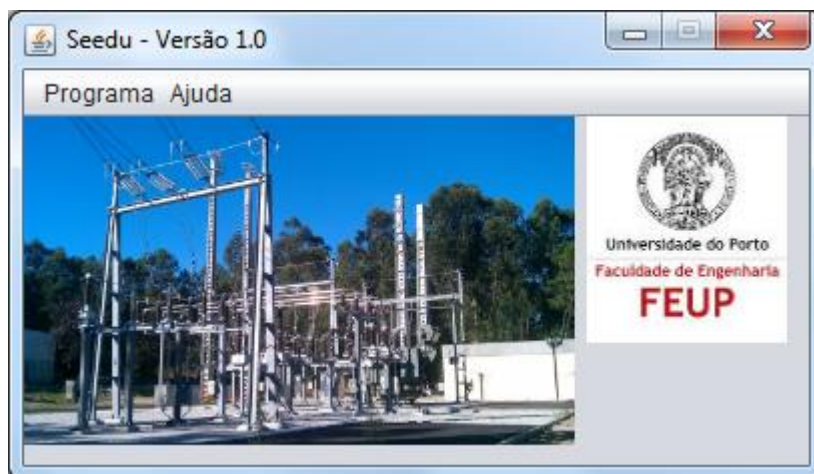 Seedu - Versão 1.0
Programa Ajuda
Universidade do Porto
Faculdade de Engenharia
FEUP